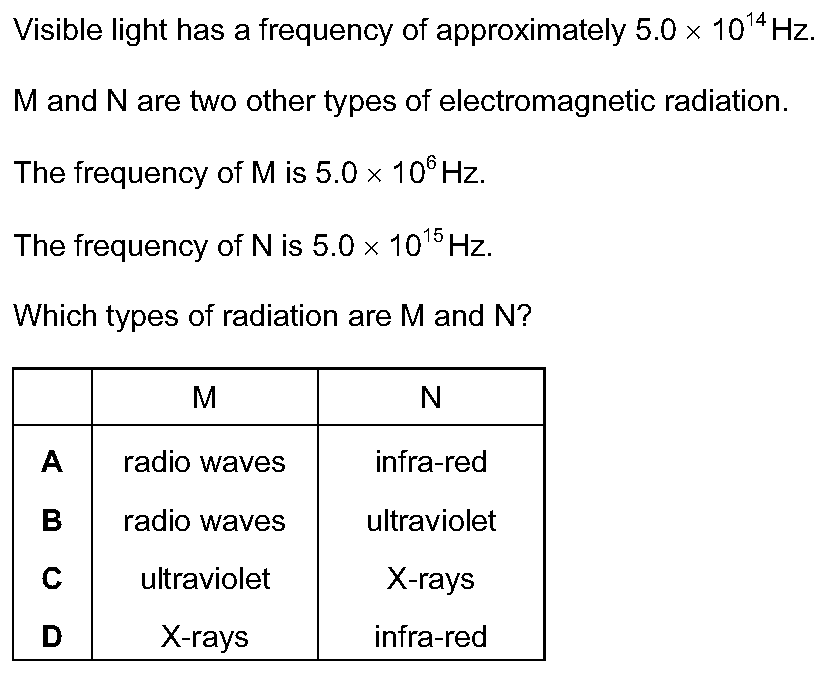 Visible light has a frequency of approximately 5.0 × 10¹⁴ Hz.
M and N are two other types of electromagnetic radiation.
The frequency of M is 5.0 × 10⁶ Hz.
The frequency of N is 5.0 × 10¹⁵ Hz.
Which types of radiation are M and N?
M N
A radio waves infra-red
B radio waves ultraviolet
C ultraviolet X-rays
D X-rays infra-red